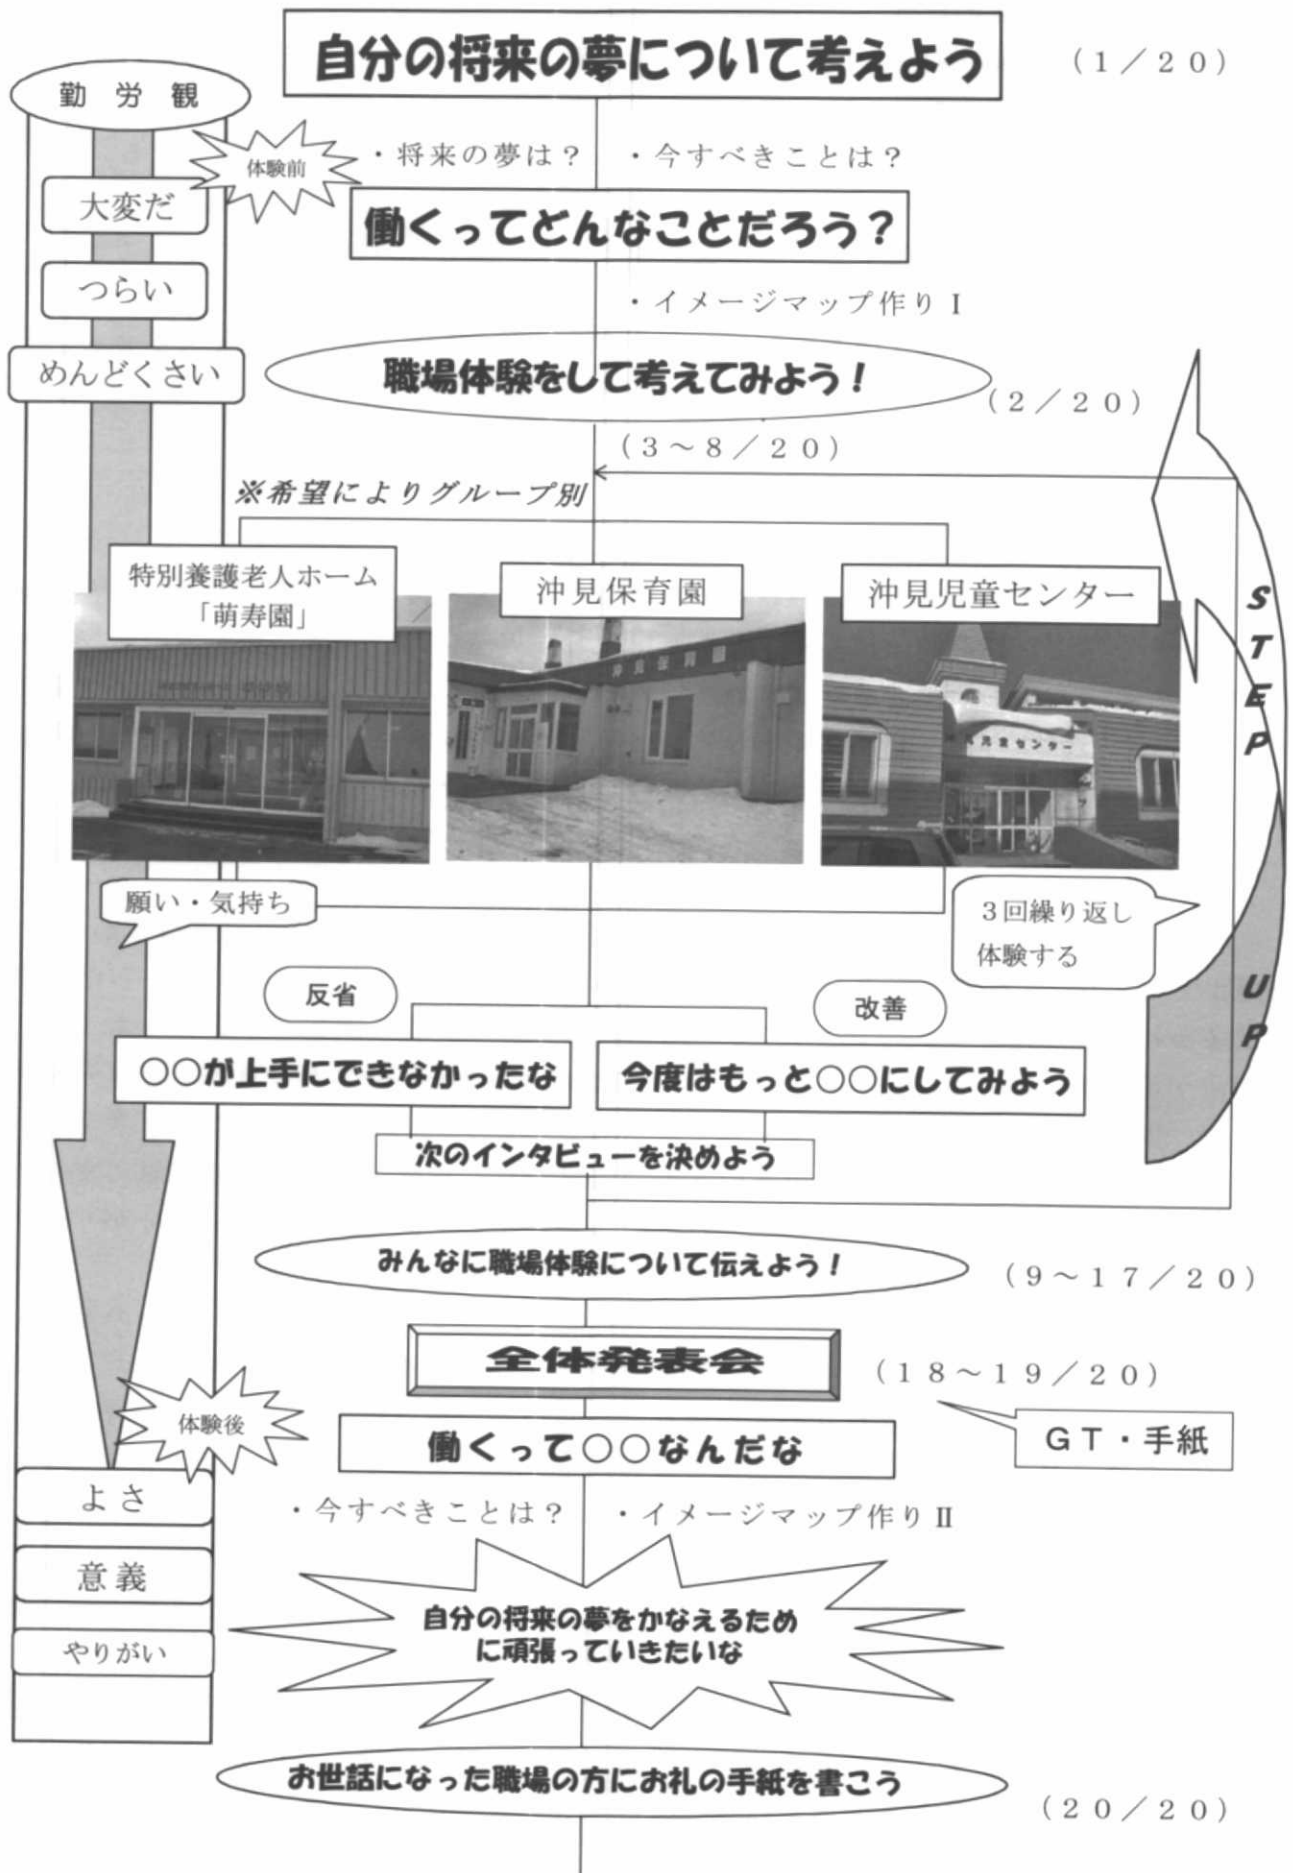 自分の将来の夢について考えよう
(1/20)
勤労観
体験前
・将来の夢は?
・今すべきことは?
大変だ
働くってどんなことだろう?
つらい
・イメージマップ作りⅠ
めんどくさい
職場体験をして考えてみよう!
(2/20)
(3~8/20)
※希望によりグループ別
特別養護老人ホーム
「萌寿園」
沖見保育園
沖見児童センター
沖見保育園
児童センター
STEP UP
願い・気持ち
3回繰り返し
体験する
反省
改善
○○が上手にできなかったな
今度はもっと○○にしてみよう
次のインタビューを決めよう
みんなに職場体験について伝えよう!
(9~17/20)
全体発表会
(18~19/20)
体験後
働くって○○なんだな
GT・手紙
よさ
・今すべきことは?
・イメージマップ作りⅡ
意義
自分の将来の夢をかなえるため
に頑張っていきたいな
やりがい
お世話になった職場の方にお礼の手紙を書こう
(20/20)